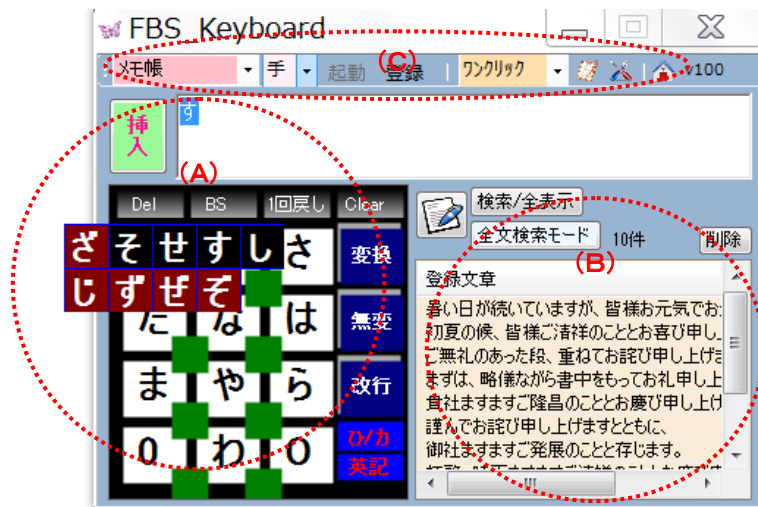 FBS_Keyboard
メモ帳 手 起動 登録 ワンクリック v100
(C)
挿入
す
(A)
Del BS 1回戻し Clear
検索/全表示
全文検索モード 10件 削除
(B)
ざ そ せ す し さ 変換
じ ず ぜ ぞ
た な は 無変
ま や ら 改行
0 わ 0 ひ/カ
英記
登録文章
暑い日が続いていますが、皆様お元気でお
初夏の候、皆様ご清祥のこととお喜び申し
ご無礼のあった段、重ねてお詫び申し上げま
まずは、略儀ながら書中をもってお礼申し上
貴社ますますご隆昌のこととお慶び申し上げ
謹んでお詫び申し上げますとともに、
御社ますますご発展のことと存じます。